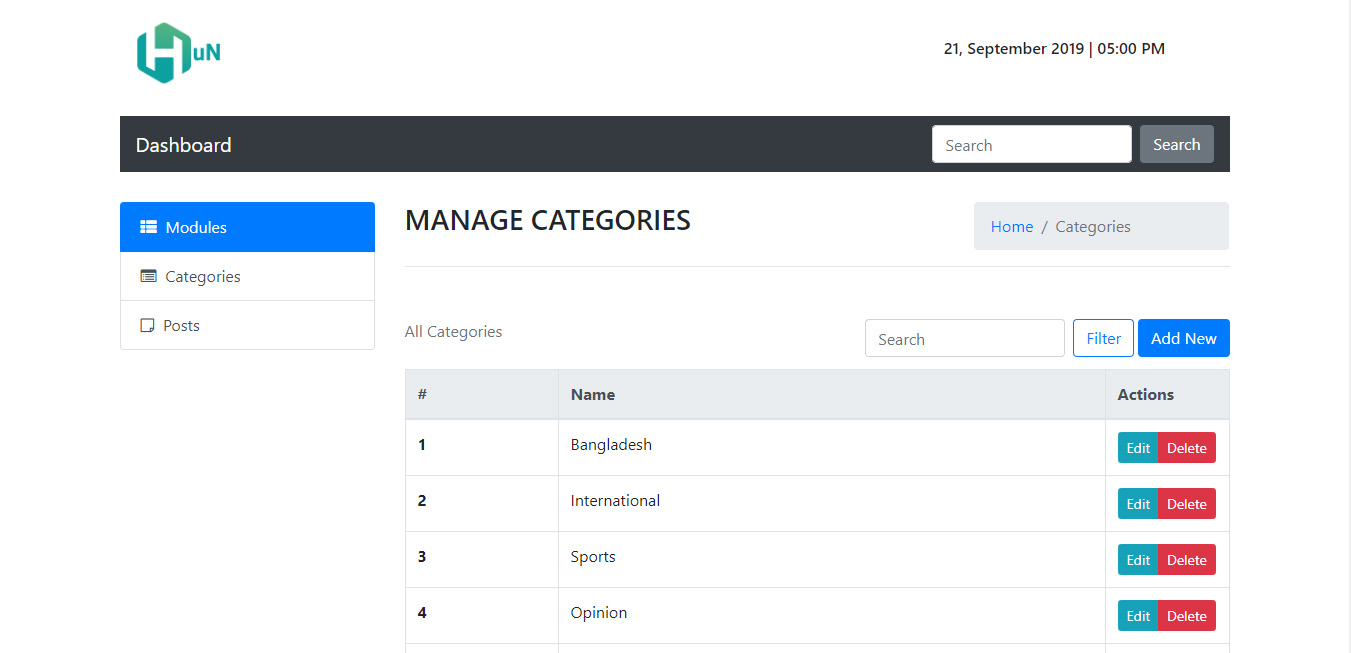 HuN
21, September 2019 | 05:00 PM
Dashboard
Search Search
Modules
Categories
Posts
MANAGE CATEGORIES
Home / Categories
All Categories
Search Filter Add New
# Name Actions
1 Bangladesh Edit Delete
2 International Edit Delete
3 Sports Edit Delete
4 Opinion Edit Delete